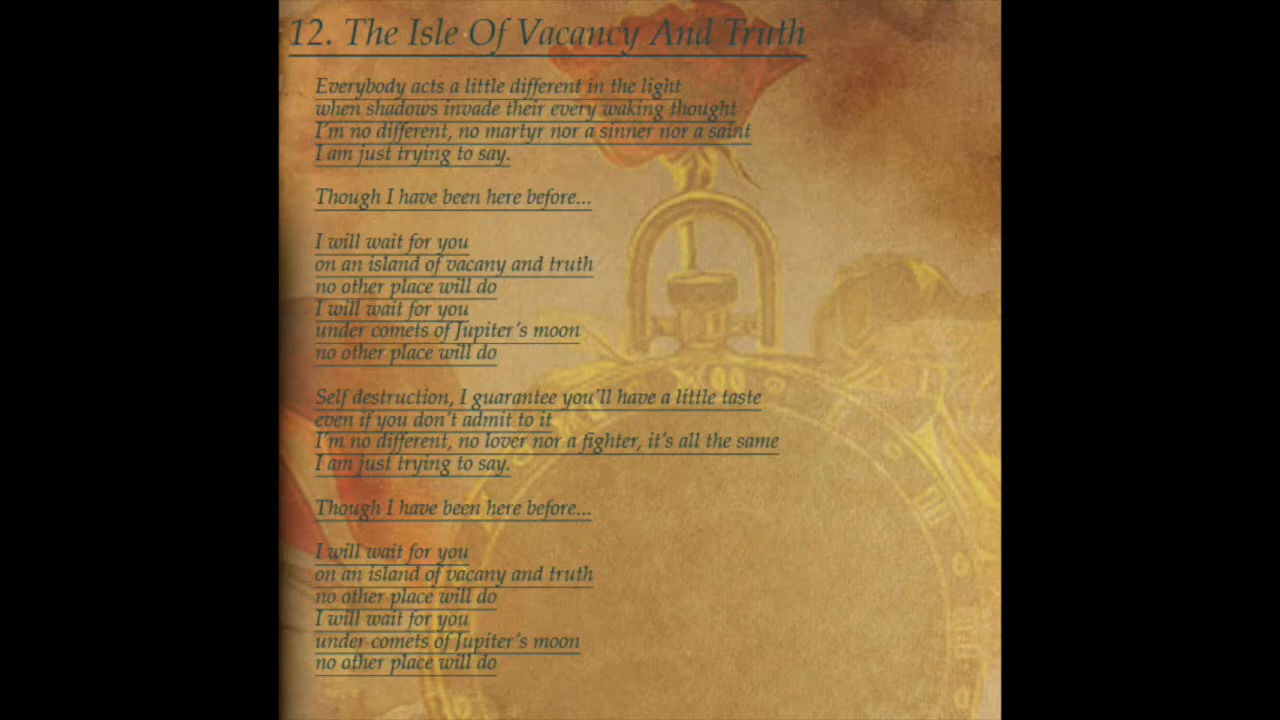 12. The Isle Of Vacancy And Truth
Everybody acts a little different in the light
when shadows invade their every waking thought
I'm no different, no martyr nor a sinner nor a saint
I am just trying to say.
Though I have been here before...
I will wait for you
on an island of vacany and truth
no other place will do
I will wait for you
under comets of Jupiter's moon
no other place will do
Self destruction, I guarantee you'll have a little taste
even if you don't admit to it
I'm no different, no lover nor a fighter, it's all the same
I am just trying to say.
Though I have been here before...
I will wait for you
on an island of vacany and truth
no other place will do
I will wait for you
under comets of Jupiter's moon
no other place will do